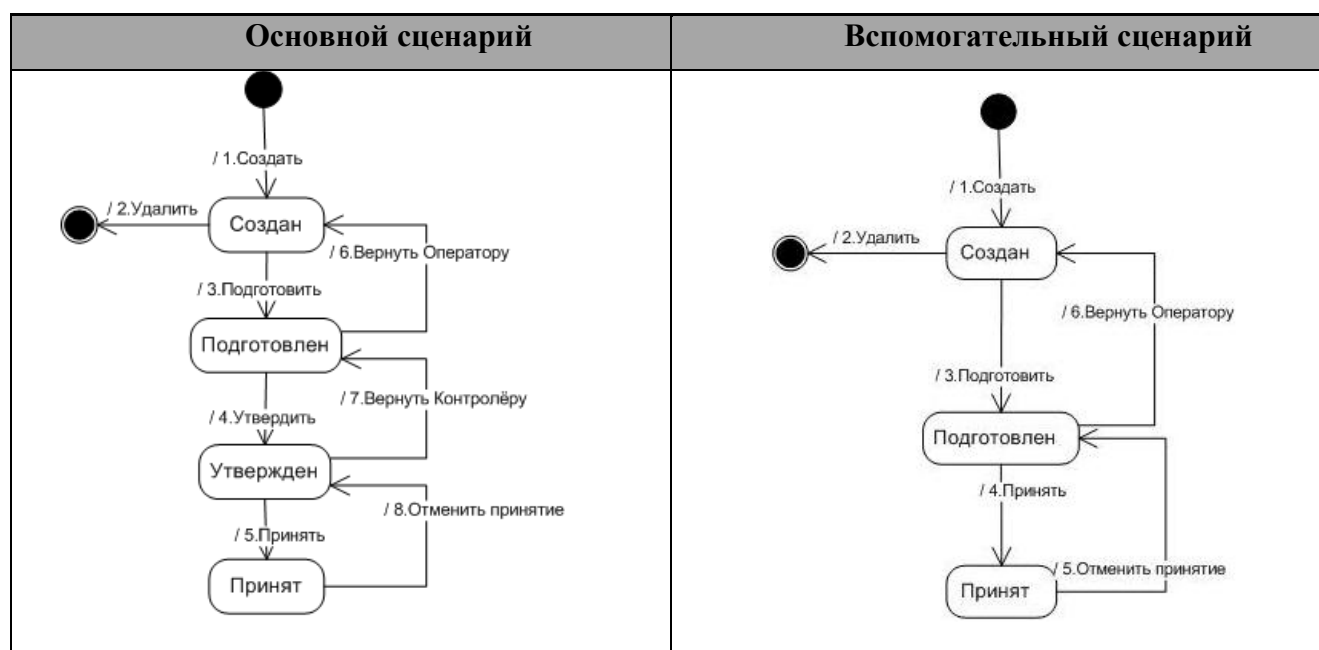 Основной сценарий
Вспомогательный сценарий
/ 1.Создать
/ 2.Удалить
Создан
/ 6.Вернуть Оператору
/ 3.Подготовить
Подготовлен
/ 7.Вернуть Контролёру
/ 4.Утвердить
Утвержден
/ 8.Отменить принятие
/ 5.Принять
Принят
/ 1.Создать
/ 2.Удалить
Создан
/ 6.Вернуть Оператору
/ 3.Подготовить
Подготовлен
/ 4.Принять
/ 5.Отменить принятие
Принят